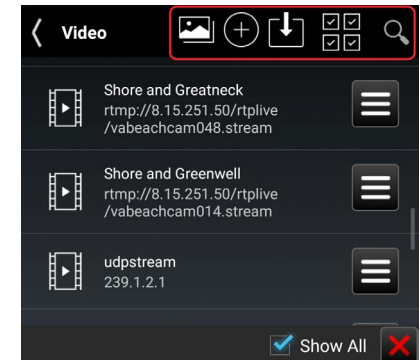 Video
Shore and Greatneck
rtmp://8.15.251.50/rtplive
/vabeachcam048.stream
Shore and Greenwell
rtmp://8.15.251.50/rtplive
/vabeachcam014.stream
udpstream
239.1.2.1
Show All